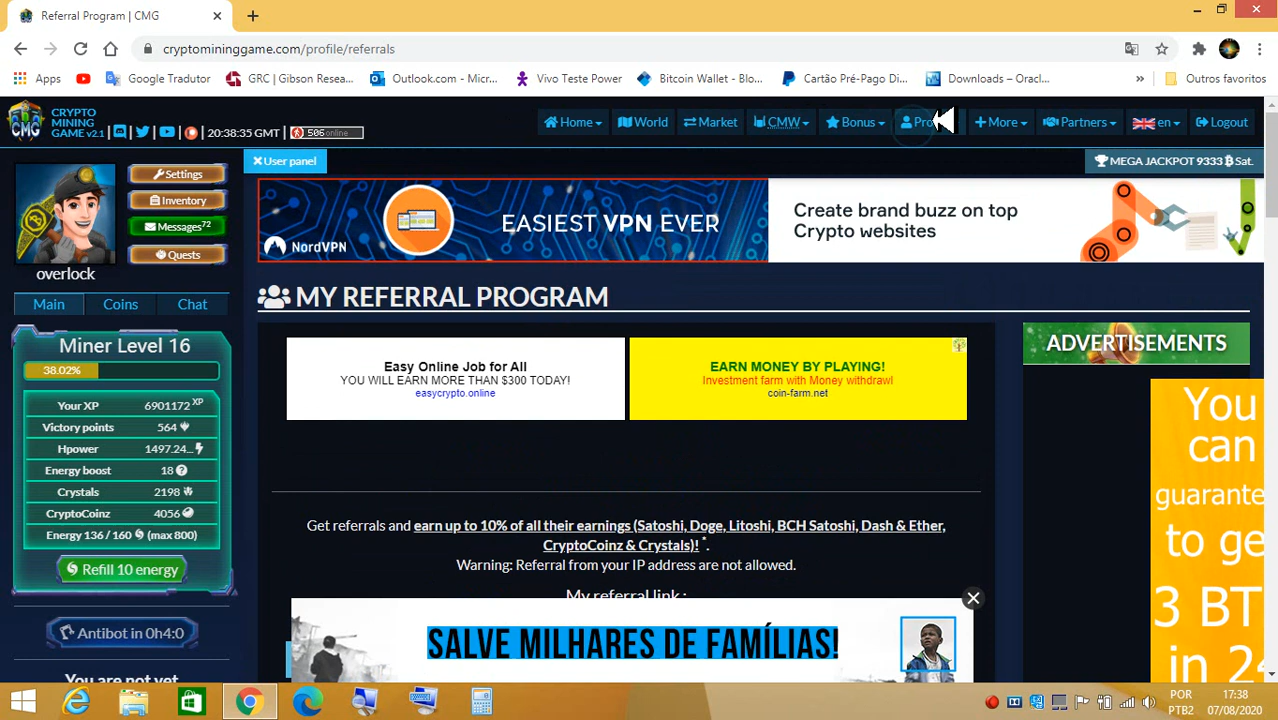 Referral Program | CMG
cryptomininggame.com/profile/referrals
Apps
Google Tradutor
GRC | Gibson Resea...
Outlook.com - Micr...
Vivo Teste Power
Bitcoin Wallet - Blo...
Cartão Pré-Pago Di...
Downloads – Oracl...
»
Outros favoritos
CMG
CRYPTO
MINING
GAME v2.1
20:38:35 GMT
506 online
Home
World
Market
CMW
Bonus
More
Partners
en
Logout
Settings
Inventory
Messages 72
Quests
overlock
User panel
MEGA JACKPOT 9333 Sat.
NordVPN
EASIEST VPN EVER
Create brand buzz on top
Crypto websites
Main
Coins
Chat
Miner Level 16
38.02%
Your XP 6901172 XP
Victory points 564
Hpower 1497.24...
Energy boost 18
Crystals 2198
CryptoCoinz 4056
Energy 136 / 160 (max 800)
Refill 10 energy
Antibot in 0h4:0
You are not yet
MY REFERRAL PROGRAM
Easy Online Job for All
YOU WILL EARN MORE THAN $300 TODAY!
easycrypto.online
EARN MONEY BY PLAYING!
Investment farm with Money withdrawl
coin-farm.net
Get referrals and earn up to 10% of all their earnings (Satoshi, Doge, Litoshi, BCH Satoshi, Dash & Ether,
CryptoCoinz & Crystals)! *.
Warning: Referral from your IP address are not allowed.
My referral link :
SALVE MILHARES DE FAMÍLIAS!
ADVERTISEMENTS
You
can
guarante
to ge
3 BT
in 24
POR
PTB2
17:38
07/08/2020